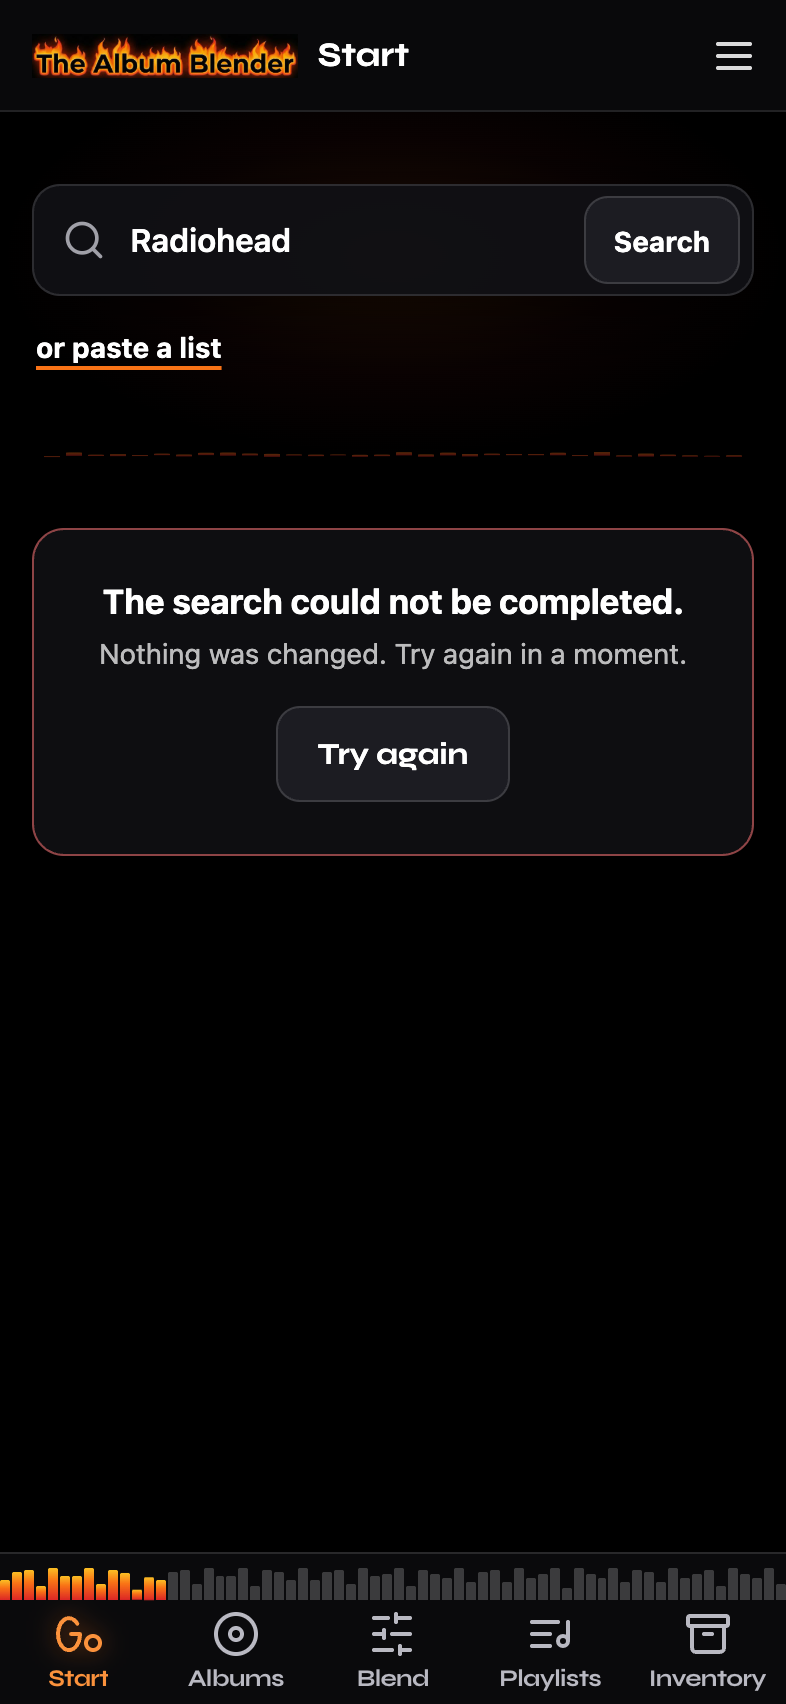 The Album Blender Start
Radiohead Search
or paste a list
The search could not be completed.
Nothing was changed. Try again in a moment.
Try again
Go
Start Albums Blend Playlists Inventory